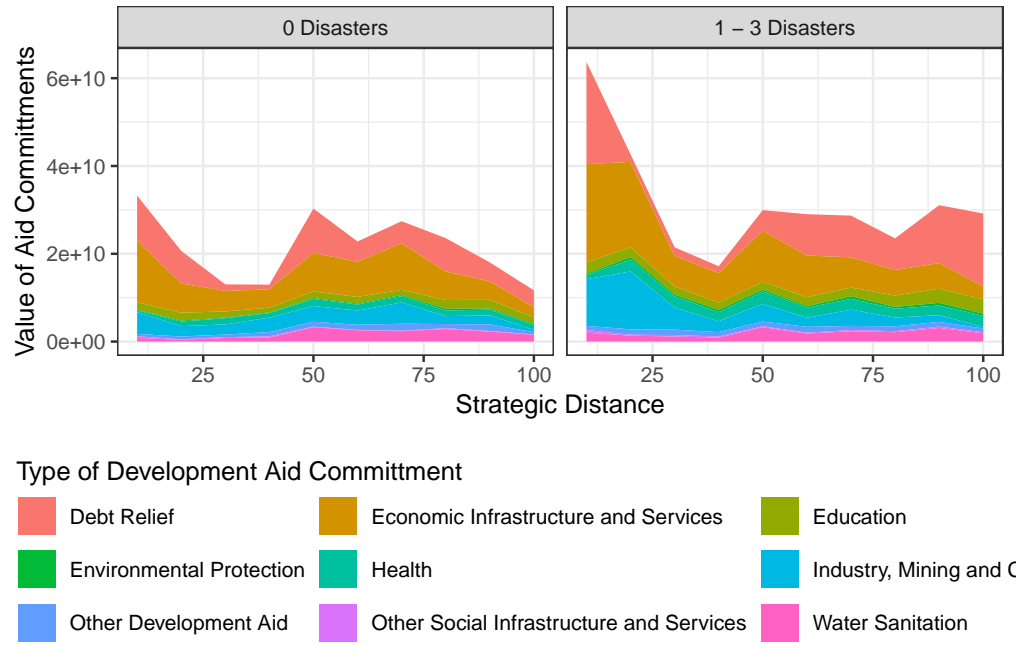 0 Disasters 1 − 3 Disasters
Value of Aid Committments
6e+10
4e+10
2e+10
0e+00
25 50 75 100 25 50 75 100
Strategic Distance
Type of Development Aid Committment
Debt Relief Economic Infrastructure and Services Education
Environmental Protection Health Industry, Mining and C
Other Development Aid Other Social Infrastructure and Services Water Sanitation